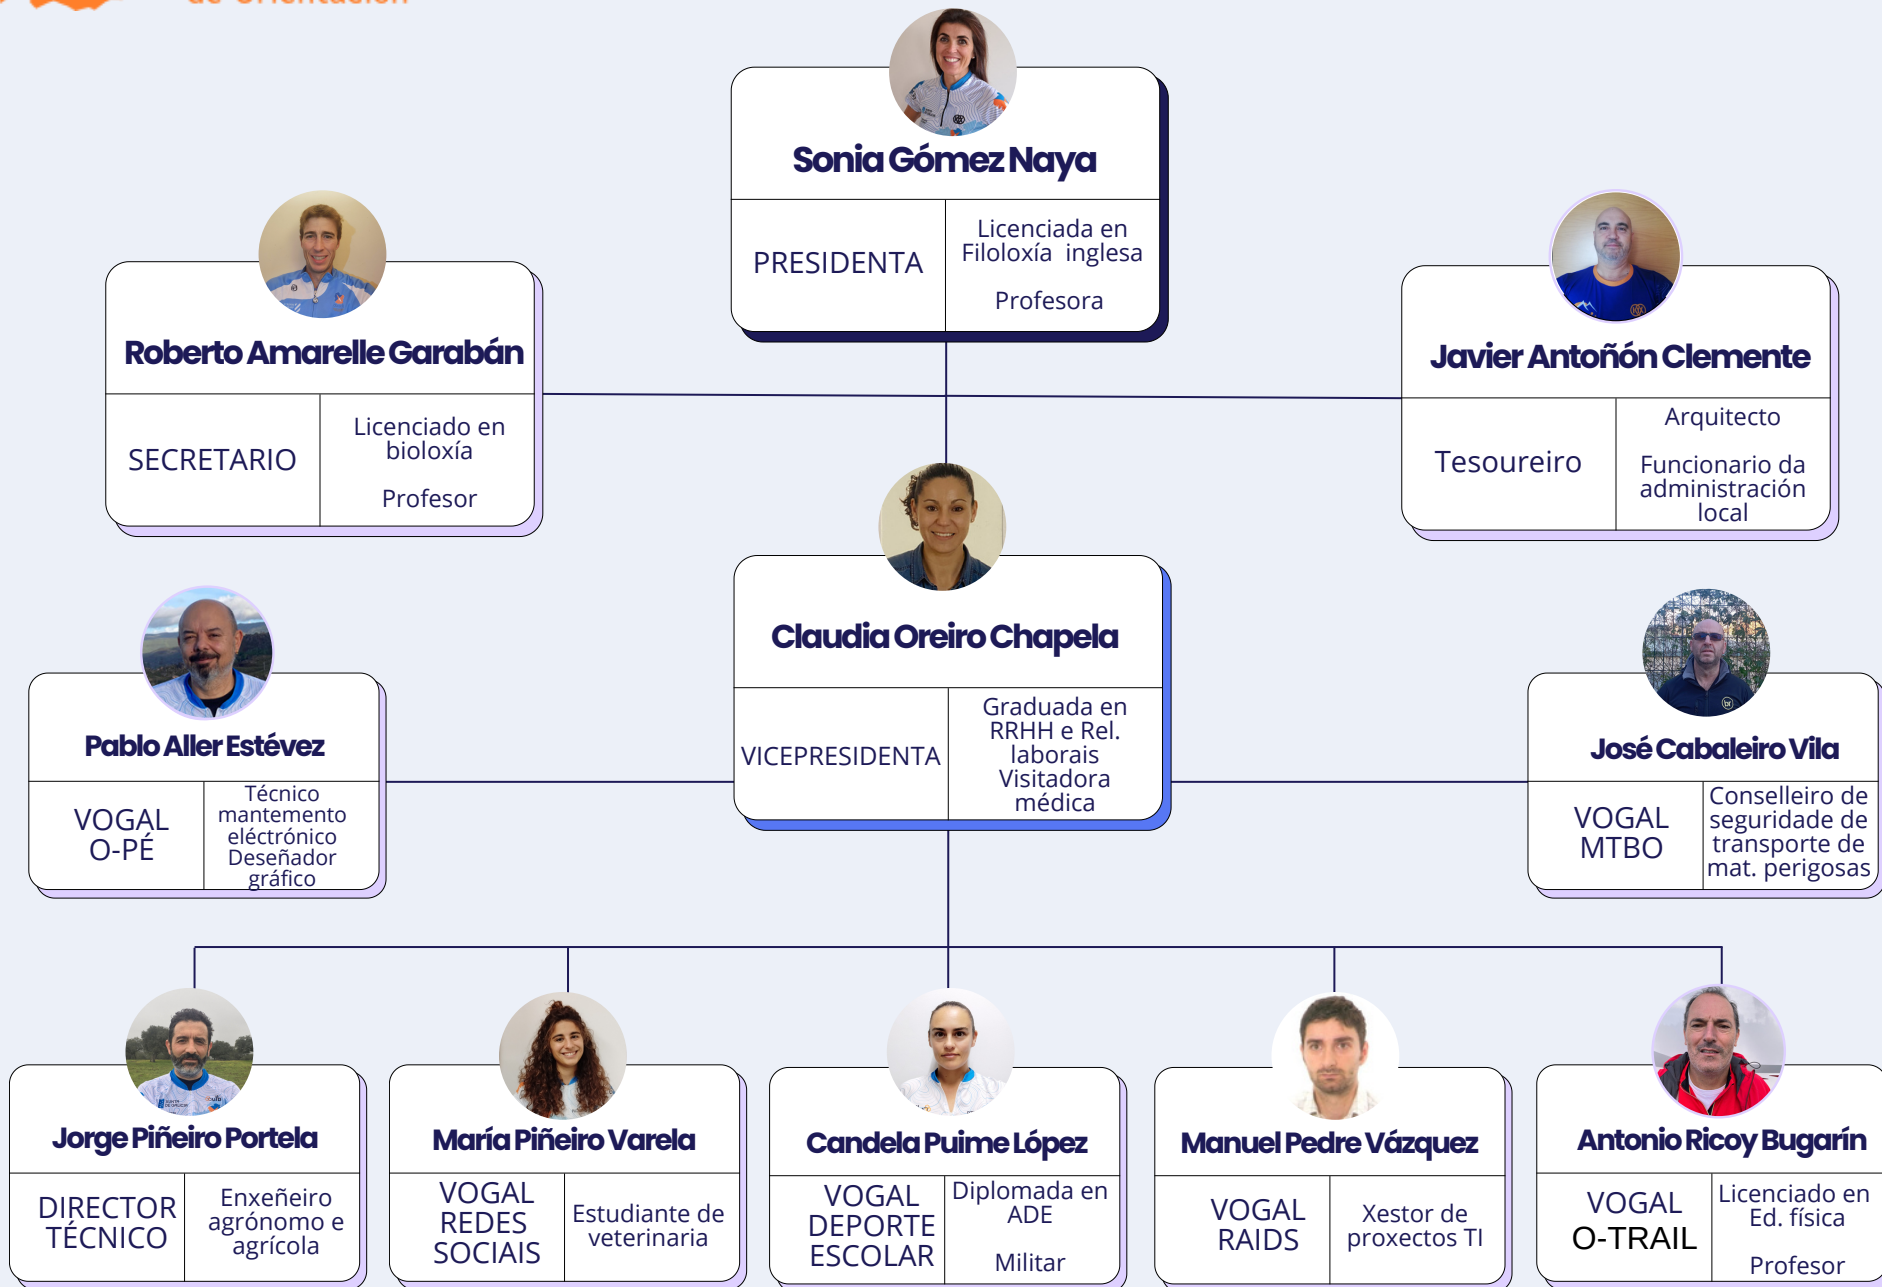 de Orientación
Sonia Gómez Naya
PRESIDENTA
Licenciada en
Filoloxía inglesa
Profesora
Roberto Amarelle Garabán
SECRETARIO
Licenciado en
bioloxía
Profesor
Javier Antoñón Clemente
Tesoureiro
Arquitecto
Funcionario da
administración
local
Claudia Oreiro Chapela
VICEPRESIDENTA
Graduada en
RRHH e Rel.
laborais
Visitadora
médica
Pablo Aller Estévez
VOGAL
O-PÉ
Técnico
mantemento
eléctrónico
Deseñador
gráfico
José Cabaleiro Vila
VOGAL
MTBO
Conselleiro de
seguridade de
transporte de
mat. perigosas
Jorge Piñeiro Portela
DIRECTOR
TÉCNICO
Enxeñeiro
agrónomo e
agrícola
María Piñeiro Varela
VOGAL
REDES
SOCIAIS
Estudiante de
veterinaria
Candela Puime López
VOGAL
DEPORTE
ESCOLAR
Diplomada en
ADE
Militar
Manuel Pedre Vázquez
VOGAL
RAIDS
Xestor de
proxectos TI
Antonio Ricoy Bugarín
VOGAL
O-TRAIL
Licenciado en
Ed. física
Profesor